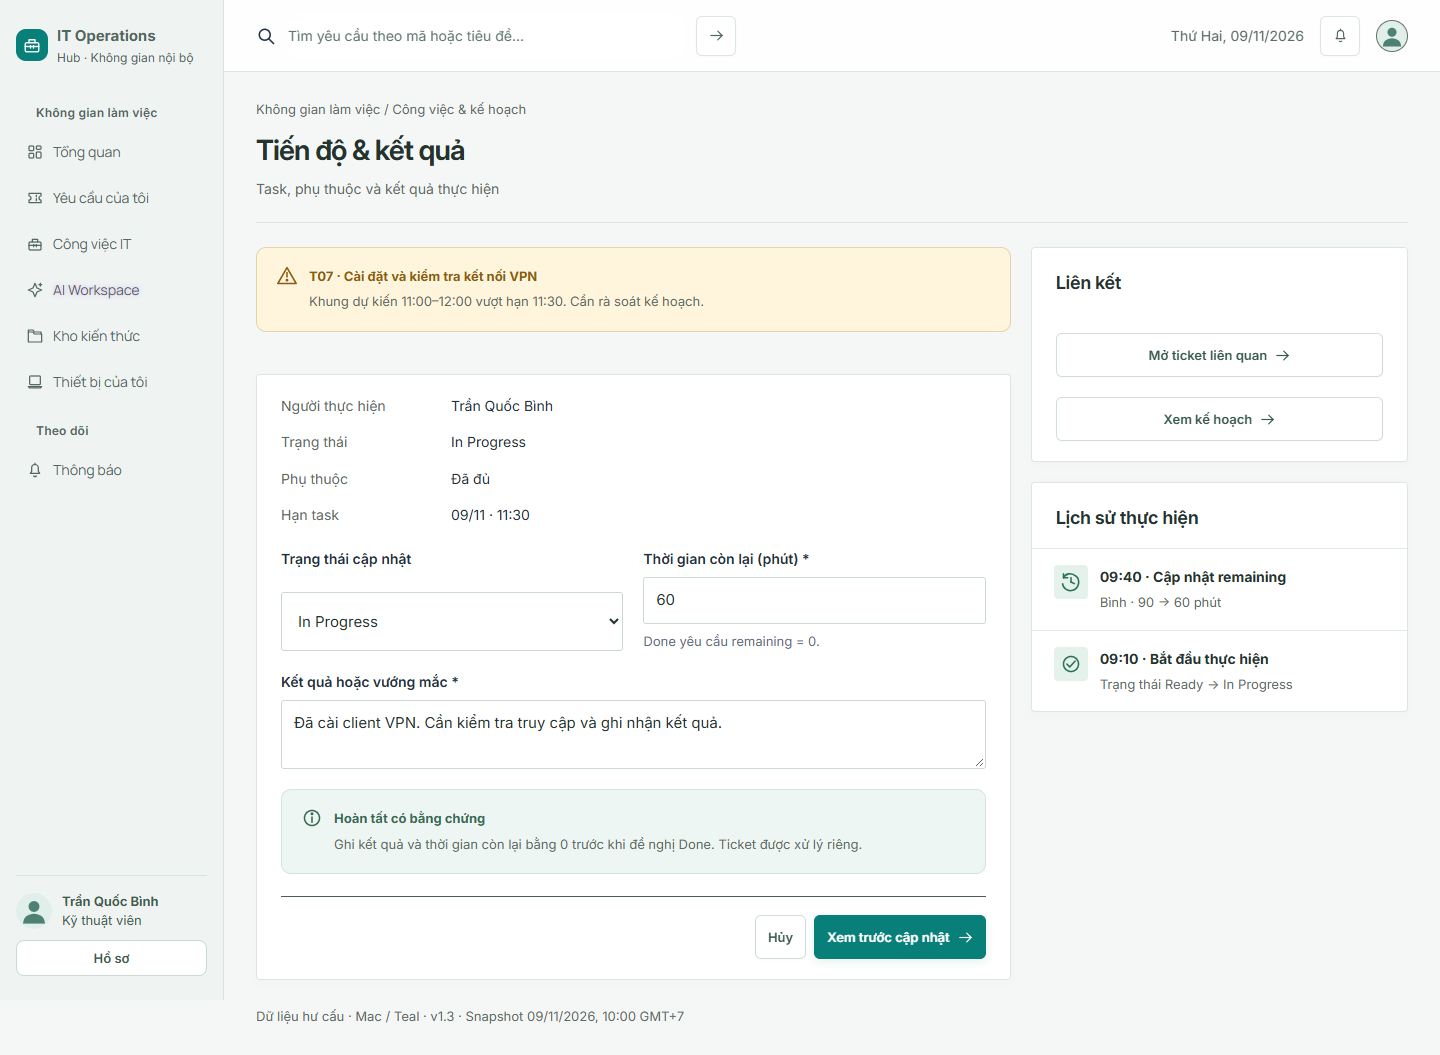 IT Operations
Hub · Không gian nội bộ
Không gian làm việc
Tổng quan
Yêu cầu của tôi
Công việc IT
AI Workspace
Kho kiến thức
Thiết bị của tôi
Theo dõi
Thông báo
Trần Quốc Bình
Kỹ thuật viên
Hồ sơ
Tìm yêu cầu theo mã hoặc tiêu đề...
Thứ Hai, 09/11/2026
Không gian làm việc / Công việc & kế hoạch
Tiến độ & kết quả
Task, phụ thuộc và kết quả thực hiện
T07 · Cài đặt và kiểm tra kết nối VPN
Khung dự kiến 11:00–12:00 vượt hạn 11:30. Cần rà soát kế hoạch.
Người thực hiện Trần Quốc Bình
Trạng thái In Progress
Phụ thuộc Đã đủ
Hạn task 09/11 · 11:30
Trạng thái cập nhật
In Progress
Thời gian còn lại (phút) *
60
Done yêu cầu remaining = 0.
Kết quả hoặc vướng mắc *
Đã cài client VPN. Cần kiểm tra truy cập và ghi nhận kết quả.
Hoàn tất có bằng chứng
Ghi kết quả và thời gian còn lại bằng 0 trước khi đề nghị Done. Ticket được xử lý riêng.
Hủy
Xem trước cập nhật →
Liên kết
Mở ticket liên quan →
Xem kế hoạch →
Lịch sử thực hiện
09:40 · Cập nhật remaining
Bình · 90 → 60 phút
09:10 · Bắt đầu thực hiện
Trạng thái Ready → In Progress
Dữ liệu hư cấu · Mac / Teal · v1.3 · Snapshot 09/11/2026, 10:00 GMT+7